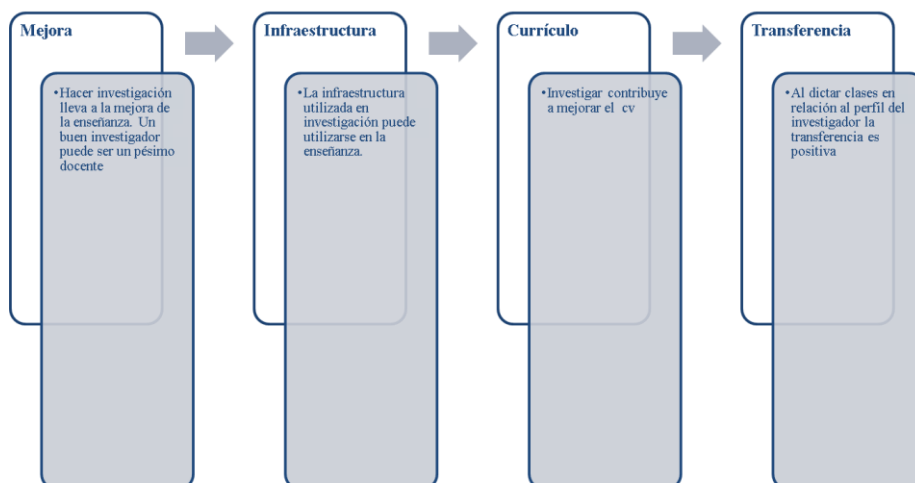 Mejora
•Hacer investigación
lleva a la mejora de
la enseñanza. Un
buen investigador
puede ser un pésimo
docente
Infraestructura
•La infraestructura
utilizada en
investigación puede
utilizarse en la
enseñanza.
Currículo
•Investigar contribuye
a mejorar el  cv
Transferencia
•Al dictar clases en
relación al perfil del
investigador la
transferencia es
positiva